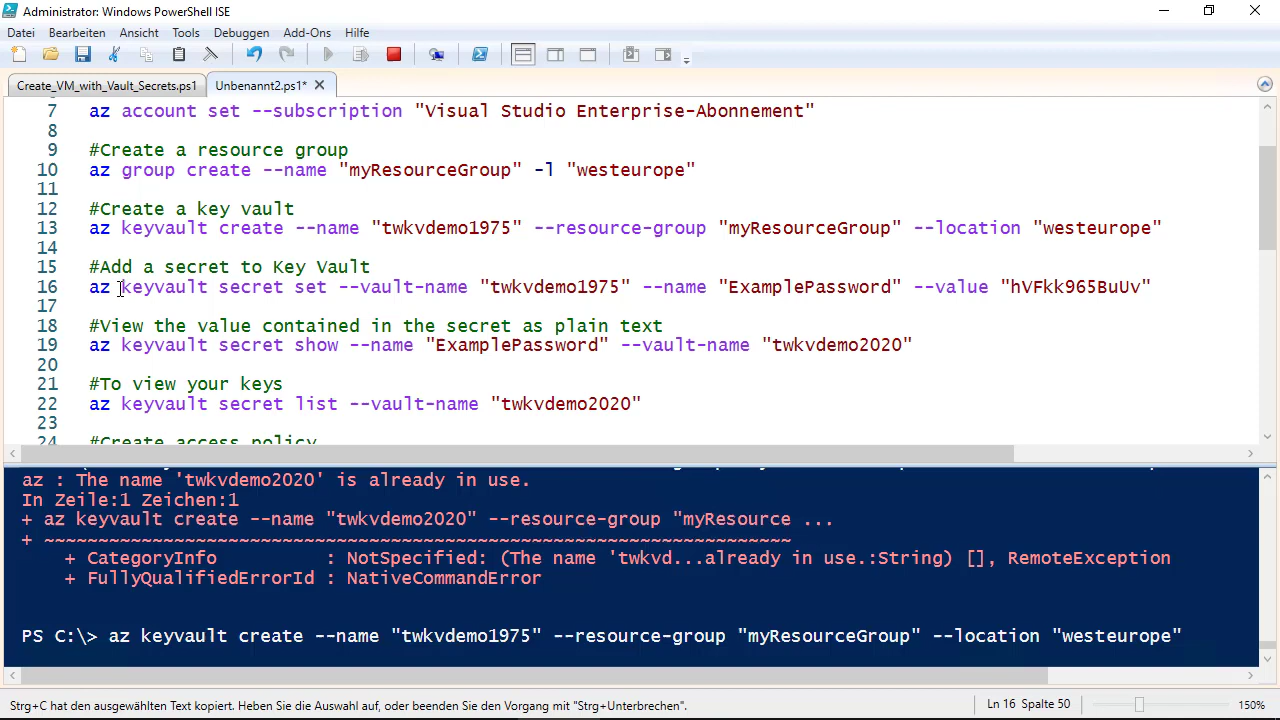 Administrator: Windows PowerShell ISE
Datei Bearbeiten Ansicht Tools Debuggen Add-Ons Hilfe
Create_VM_with_Vault_Secrets.ps1 Unbenannt2.ps1*
7 az account set --subscription "Visual Studio Enterprise-Abonnement"
8
9 #Create a resource group
10 az group create --name "myResourceGroup" -l "westeurope"
11
12 #Create a key vault
13 az keyvault create --name "twkvdemo1975" --resource-group "myResourceGroup" --location "westeurope"
14
15 #Add a secret to Key Vault
16 az keyvault secret set --vault-name "twkvdemo1975" --name "ExamplePassword" --value "hVFkk965BuUv"
17
18 #View the value contained in the secret as plain text
19 az keyvault secret show --name "ExamplePassword" --vault-name "twkvdemo2020"
20
21 #To view your keys
22 az keyvault secret list --vault-name "twkvdemo2020"
23
24 #Create access policy
az : The name 'twkvdemo2020' is already in use.
In Zeile:1 Zeichen:1
+ az keyvault create --name "twkvdemo2020" --resource-group "myResource ...
+ ~~~~~~~~~~~~~~~~~~~~~~~~~~~~~~~~~~~~~~~~~~~~~~~~~~~~~~~~~~~~~~~~~~~~~
+ CategoryInfo : NotSpecified: (The name 'twkvd...already in use.:String) [], RemoteException
+ FullyQualifiedErrorId : NativeCommandError
PS C:\> az keyvault create --name "twkvdemo1975" --resource-group "myResourceGroup" --location "westeurope"
Strg+C hat den ausgewählten Text kopiert. Heben Sie die Auswahl auf, oder beenden Sie den Vorgang mit "Strg+Unterbrechen". Ln 16 Spalte 50 150%